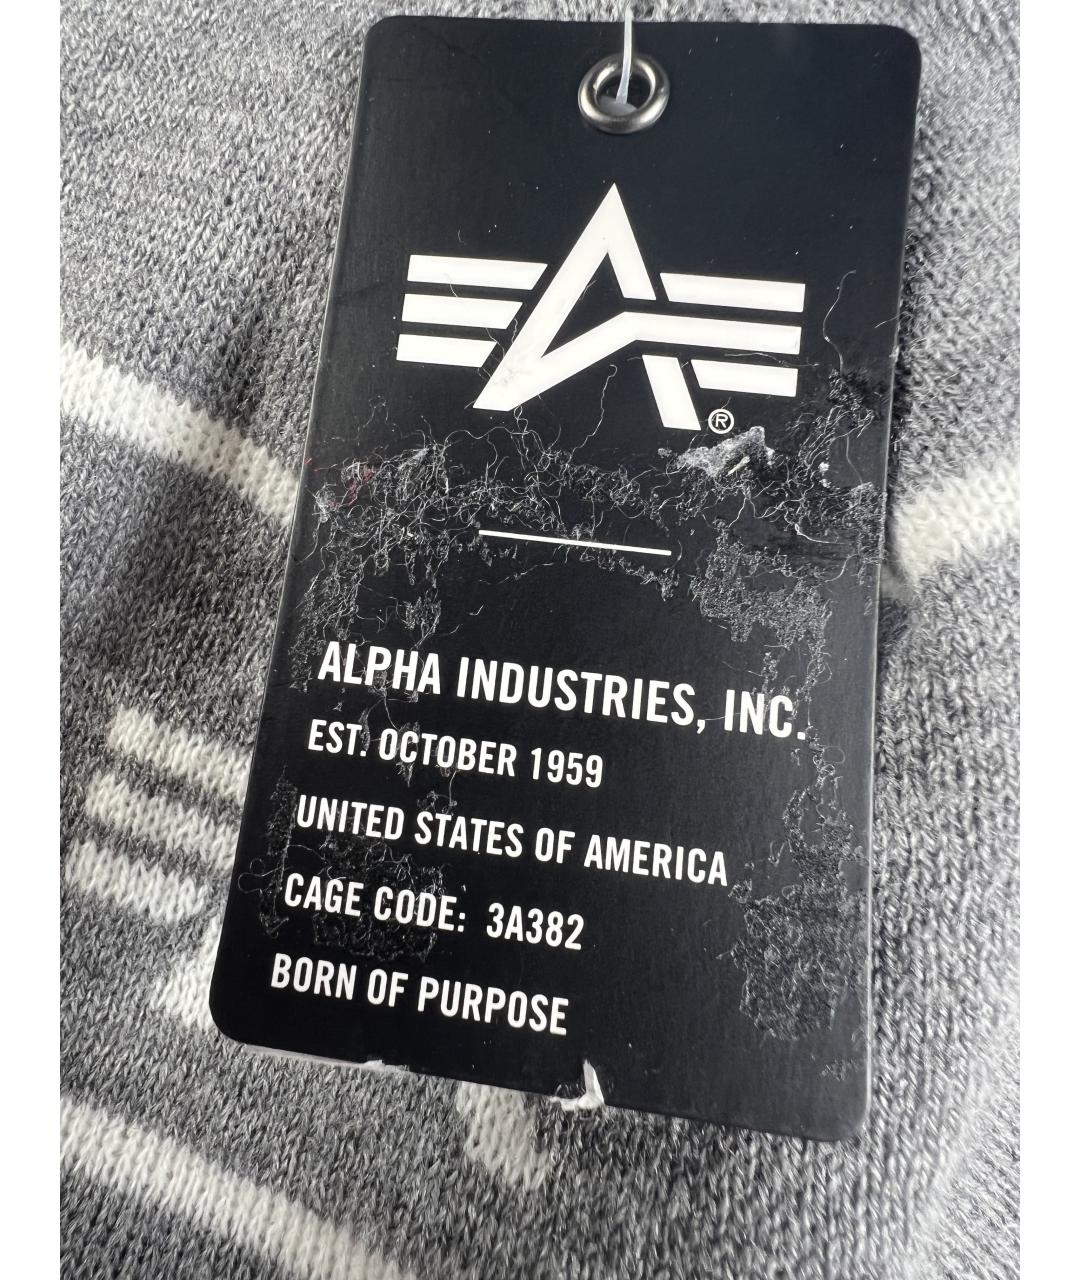 ®
ALPHA INDUSTRIES, INC.
EST. OCTOBER 1959
UNITED STATES OF AMERICA
CAGE CODE: 3A382
BORN OF PURPOSE